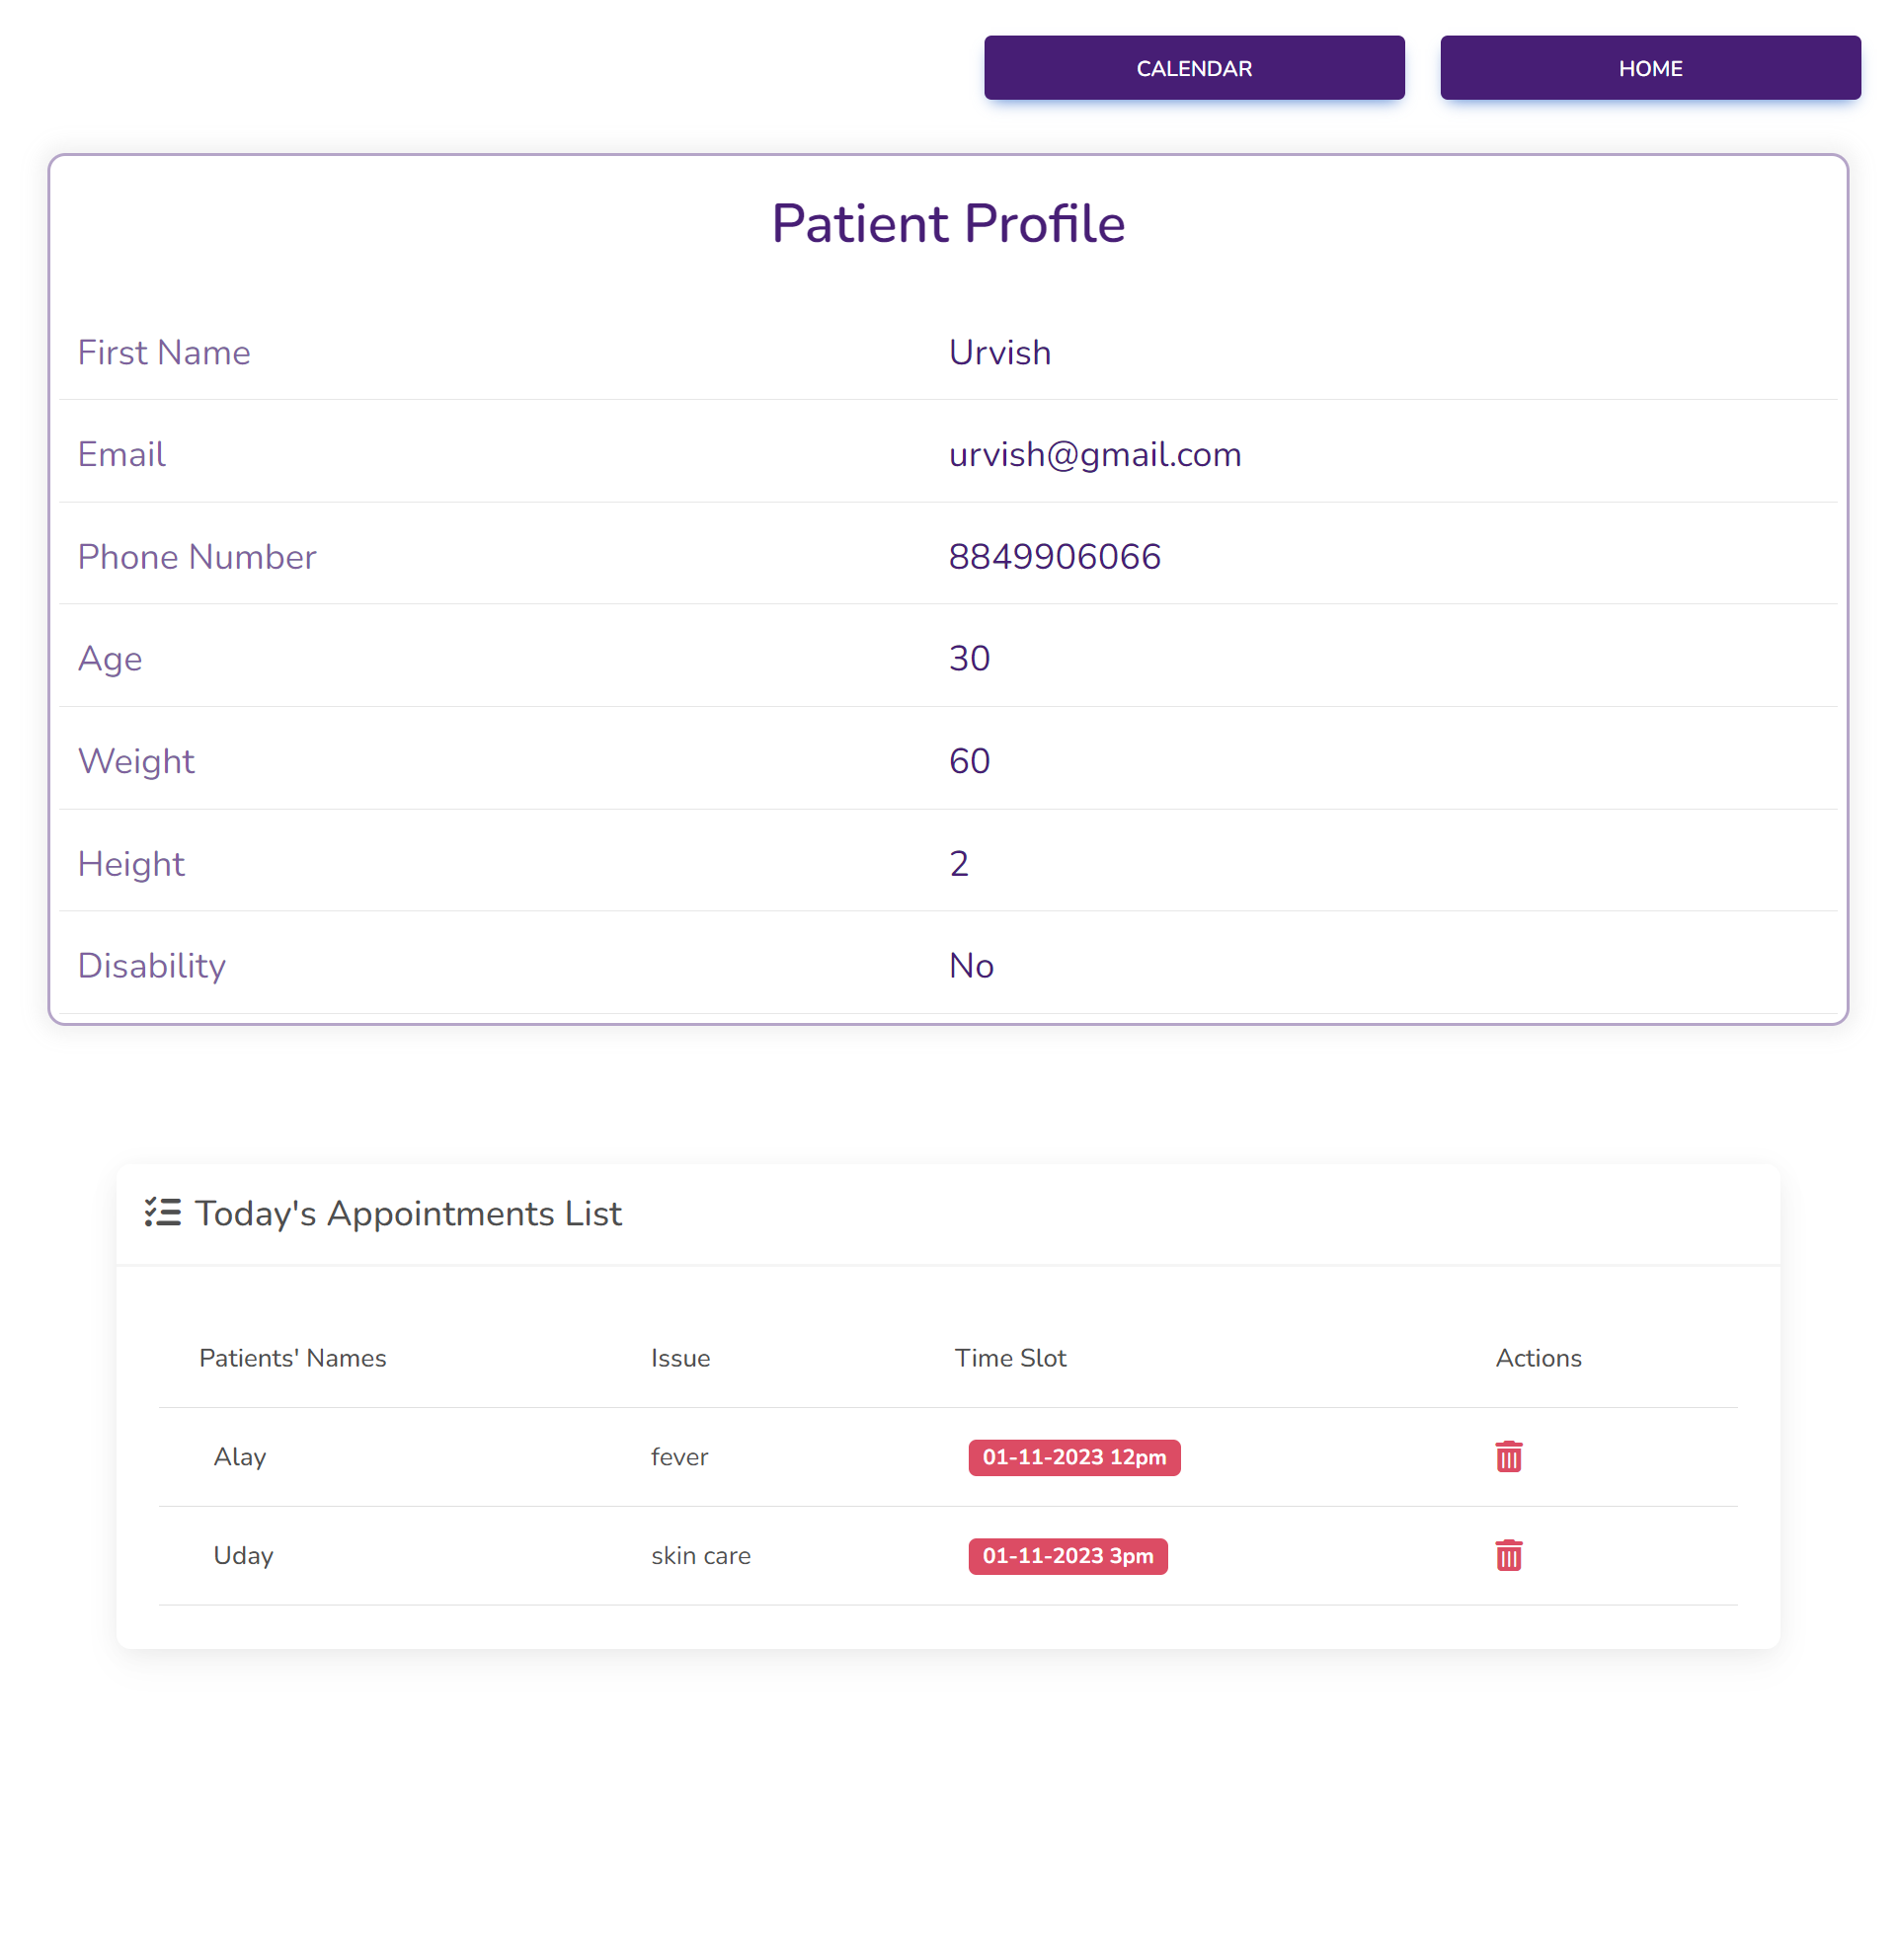 CALENDAR HOME
Patient Profile
First Name Urvish
Email urvish@gmail.com
Phone Number 8849906066
Age 30
Weight 60
Height 2
Disability No
Today's Appointments List
Patients' Names Issue Time Slot Actions
Alay fever 01-11-2023 12pm
Uday skin care 01-11-2023 3pm